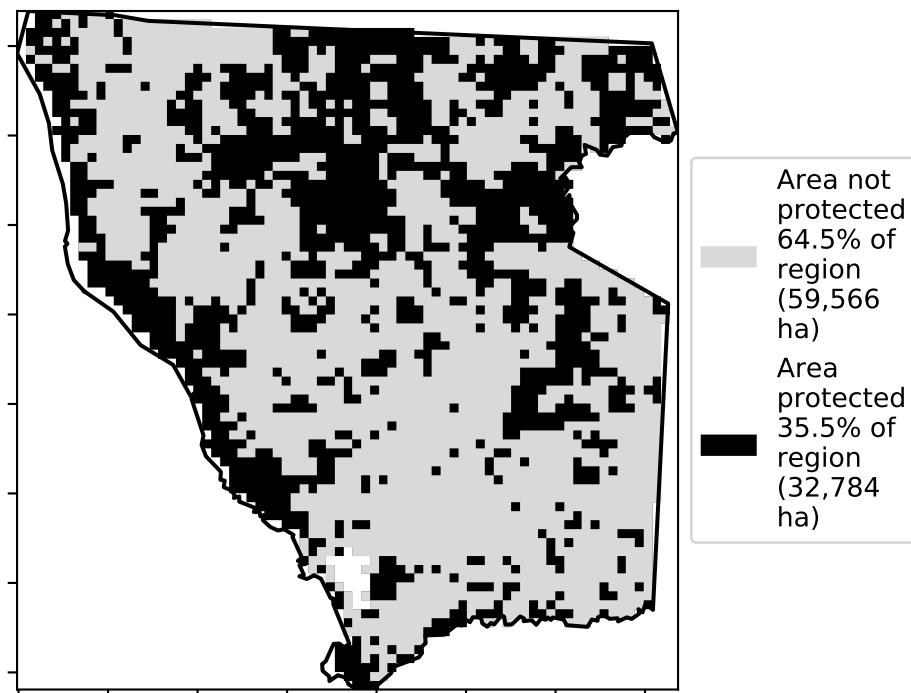 Area not
protected
64.5% of
region
(59,566
ha)
Area
protected
35.5% of
region
(32,784
ha)